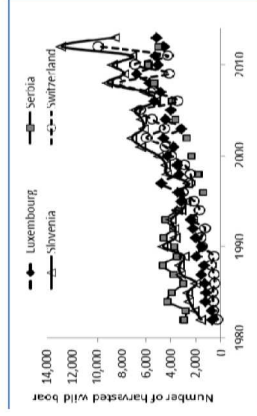 Luxembourg
Serbia
Slovenia
Switzerland
Number of harvested wild boar
14,000
12,000
10,000
8,000
6,000
4,000
2,000
0
1980
1990
2000
2010